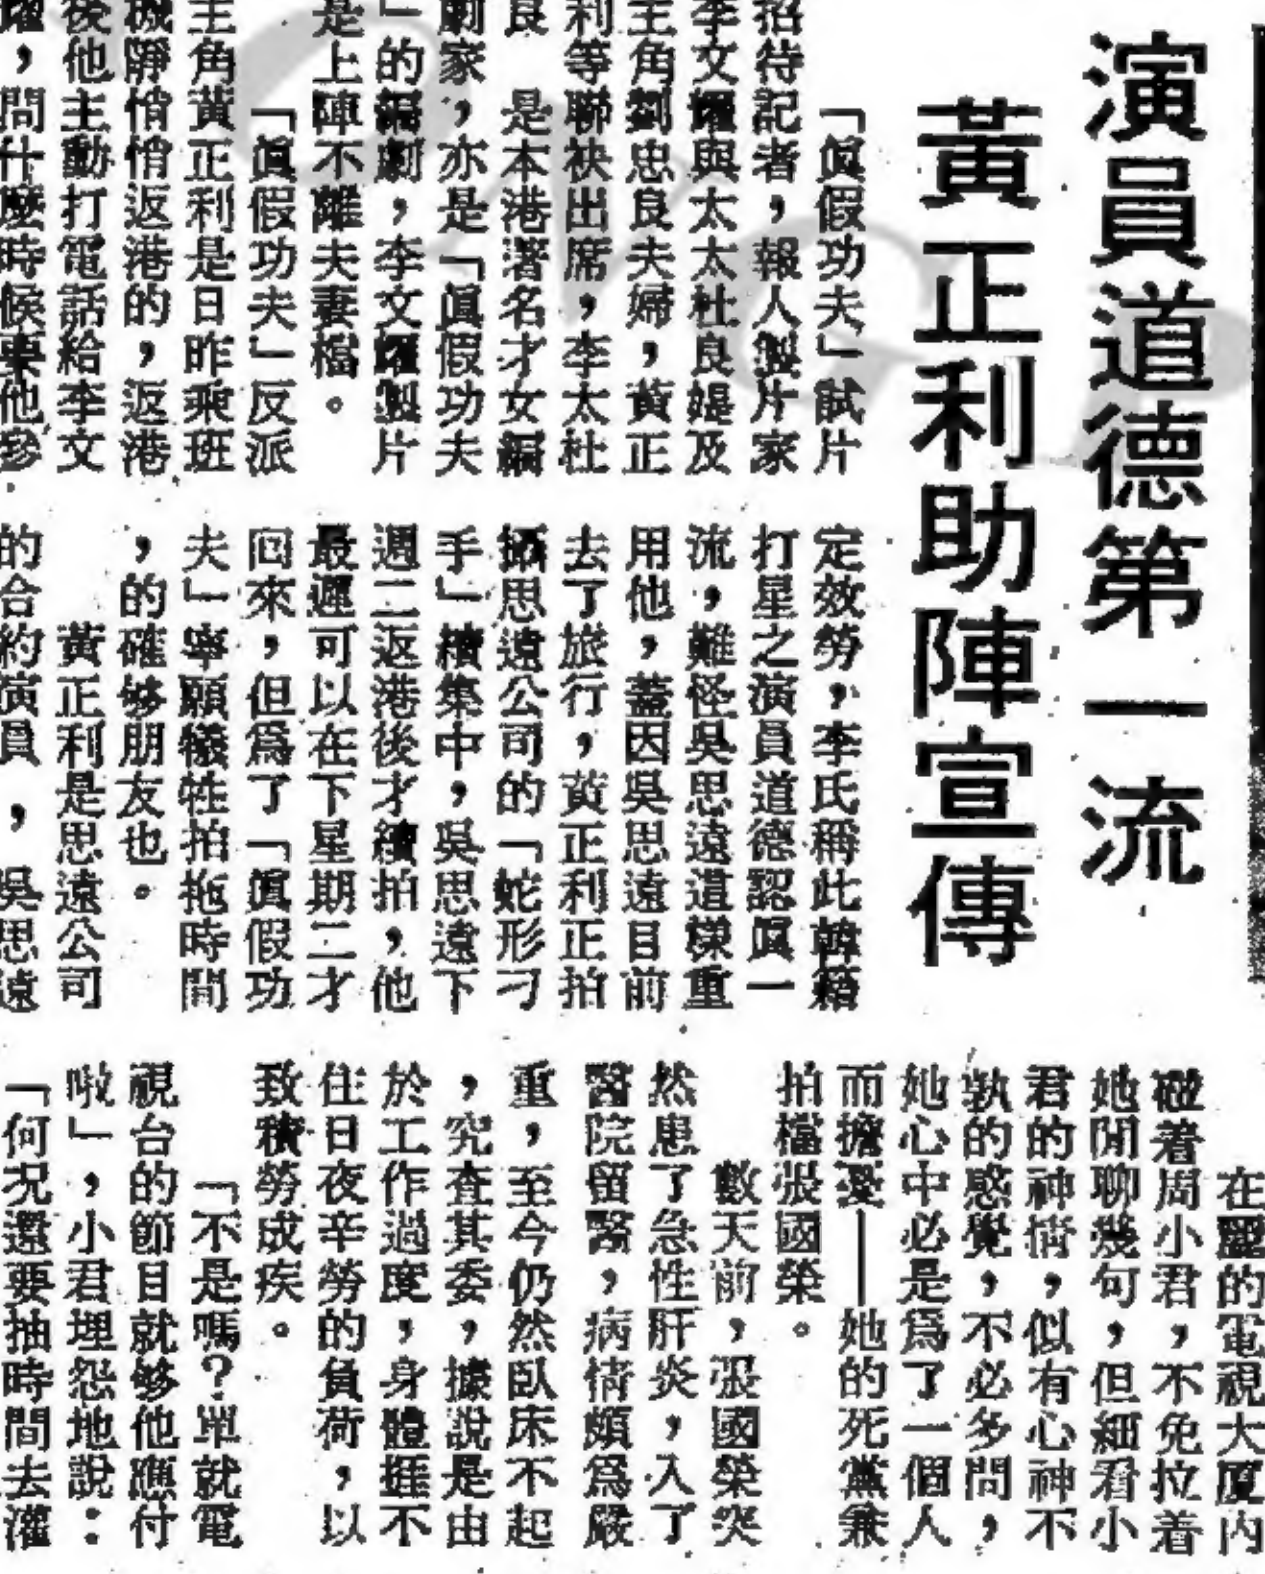 演員道德第一流
黃正利助陣宣傳
「眞假功夫」試片
招待記者，報人製片家
李文耀與太太杜良媞及
主角劉忠良夫婦，黃正
利等聯袂出席，李太杜
良　是本港著名才女編
劇家，亦是「眞假功夫
」的編劇，李文耀製片
是上陣不離夫妻檔。
「眞假功夫」反派
主角黃正利是日昨乘班
機靜悄悄返港的，返港
後他主動打電話給李文
耀，問什麼時候要他參
定效勞，李氏稱此韓籍
打星之演員道德認眞一
流，難怪吳思遠這樣重
用他，蓋因吳思遠目前
去了旅行，黃正利正拍
攝思遠公司的「蛇形刁
手」續集中，吳思遠下
週二返港後才續拍，他
最遲可以在下星期二才
回來，但爲了「眞假功
夫」寧願犧牲拍拖時間
，的確够朋友也。
黃正利是思遠公司
的合約演員，吳思遠
在麗的電視大厦內
碰着周小君，不免拉着
她閒聊幾句，但細看小
君的神情，似有心神不
孰的感覺，不必多問，
她心中必是爲了一個人
而擔憂——她的死黨兼
拍檔張國榮。
數天前，張國榮突
然患了急性肝炎，入了
醫院留醫，病情頗爲嚴
重，至今仍然臥床不起
，究查其委，據說是由
於工作過度，身體捱不
住日夜辛勞的負荷，以
致積勞成疾。
「不是嗎？單就電
視台的節目就够他應付
啦」，小君埋怨地說：
「何况還要抽時間去灌